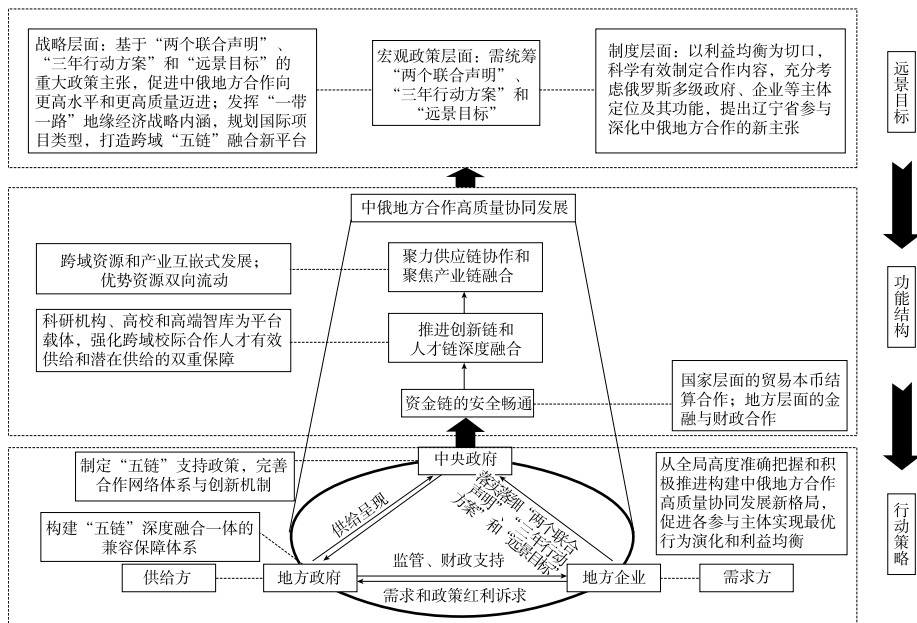 战略层面：基于“两个联合声明”、
“三年行动方案”和“远景目标”的
重大政策主张，促进中俄地方合作向
更高水平和更高质量迈进；发挥“一带
一路”地缘经济战略内涵，规划国际项
目类型，打造跨域“五链”融合新平台
宏观政策层面：需统筹
“两个联合声明”、
“三年行动方案”和
“远景目标”
制度层面：以利益均衡为切口，
科学有效制定合作内容，充分考
虑俄罗斯多级政府、企业等主体
定位及其功能，提出辽宁省参与
深化中俄地方合作的新主张
远景目标
中俄地方合作高质量协同发展
跨域资源和产业互嵌式发展；
优势资源双向流动
聚力供应链协作和
聚焦产业链融合
科研机构、高校和高端智库为平台
载体，强化跨域校际合作人才有效
供给和潜在供给的双重保障
推进创新链和
人才链深度融合
资金链的安全畅通
国家层面的贸易本币结
算合作；地方层面的金
融与财政合作
功能结构
中央政府
制定“五链”支持政策，完善
合作网络体系与创新机制
构建“五链”深度融合一体的
兼容保障体系
供给呈现
落实落细“两个联合
声明”、“三年行动
方案”和“远景目标”
从全局高度准确把握和积
极推进构建中俄地方合作
高质量协同发展新格局，
促进各参与主体实现最优
行为演化和利益均衡
监管、财政支持
供给方
地方政府
地方企业
需求方
需求和政策红利诉求
行动策略